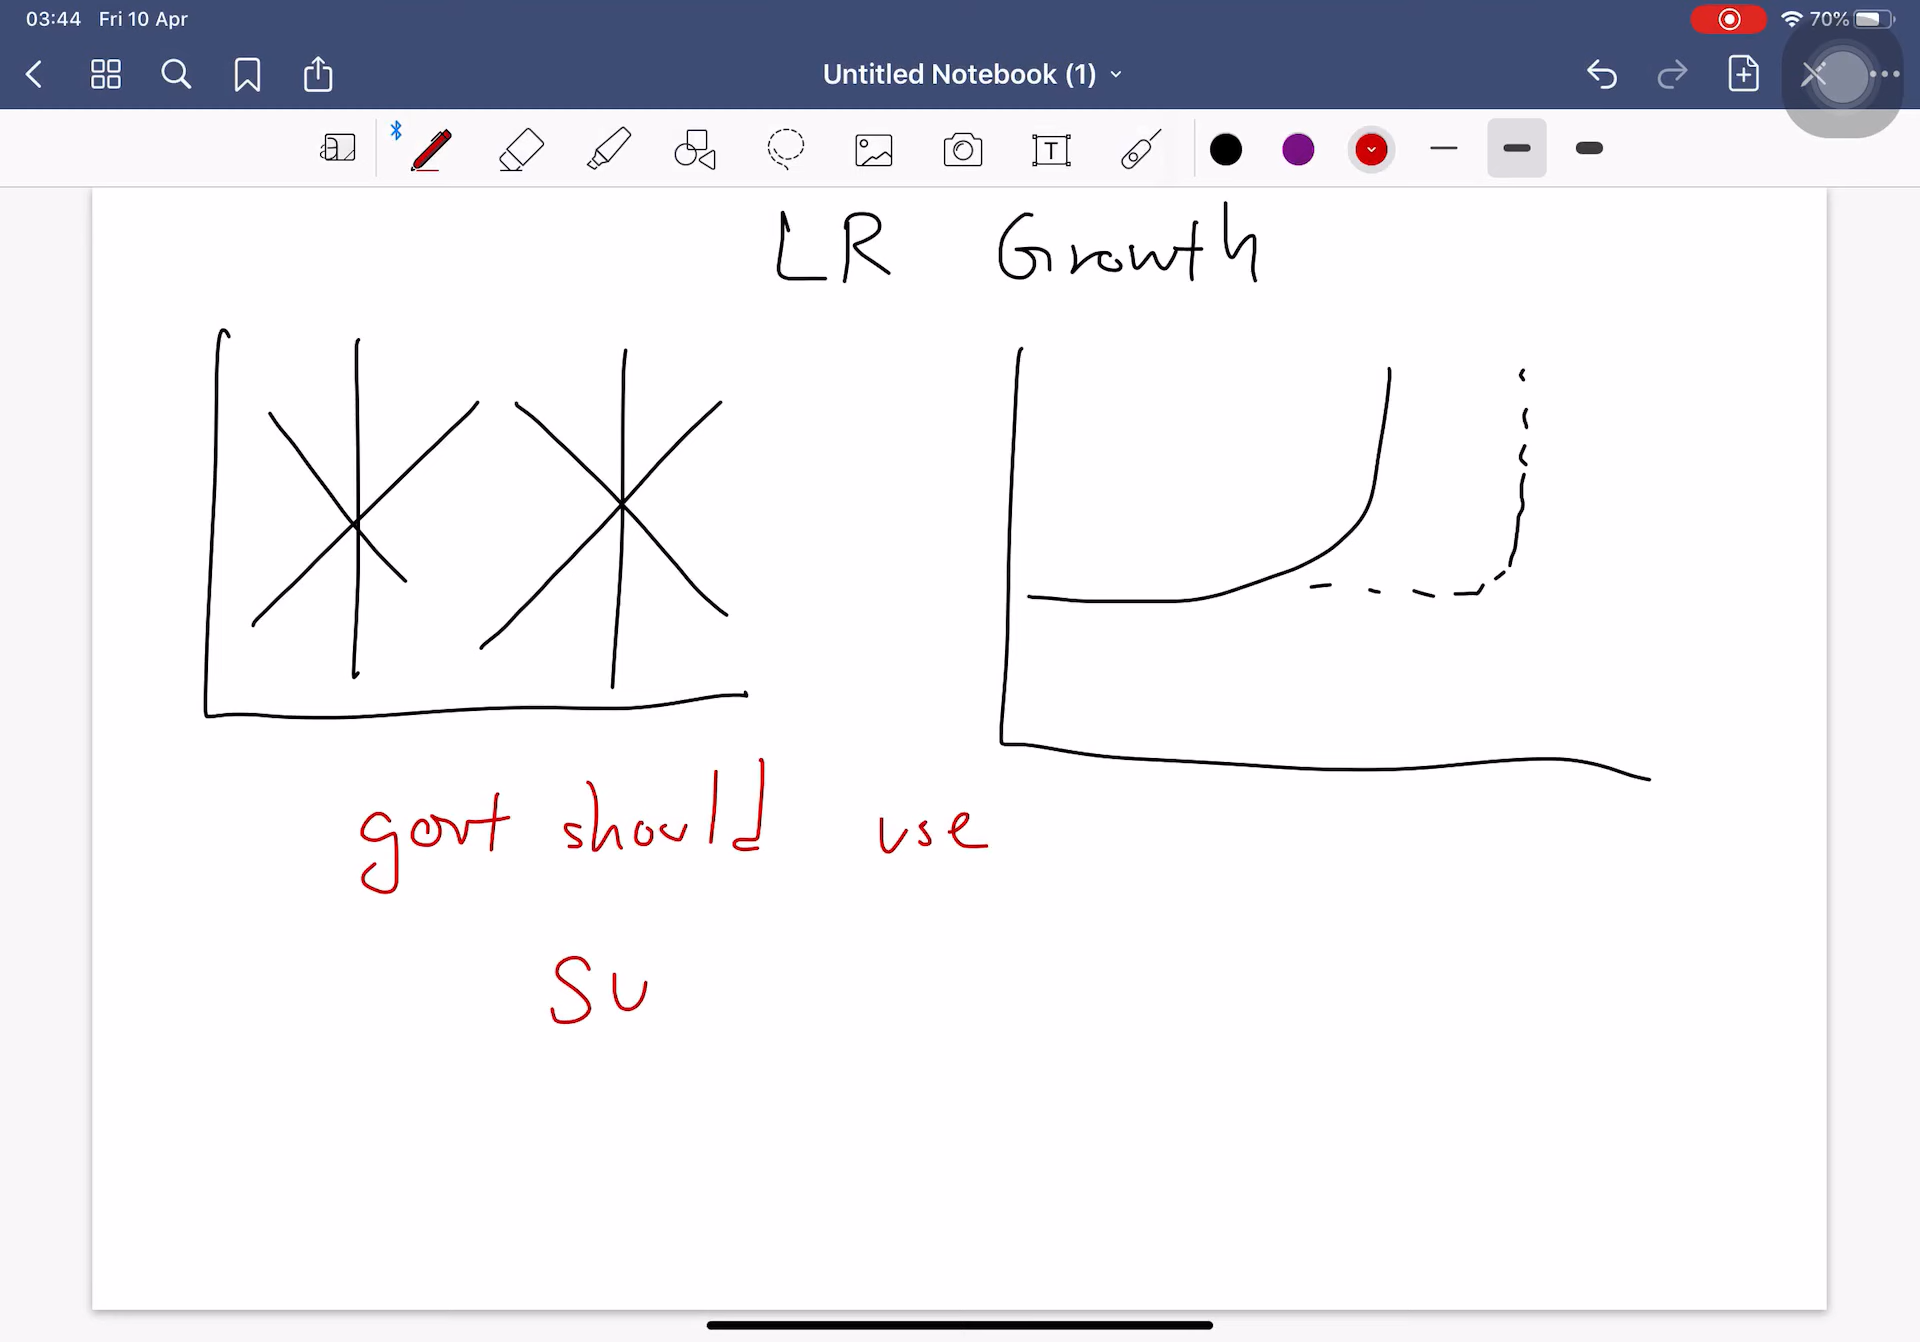 03:44 Fri 10 Apr 70%
Untitled Notebook (1)
LR Growth
govt should use
su